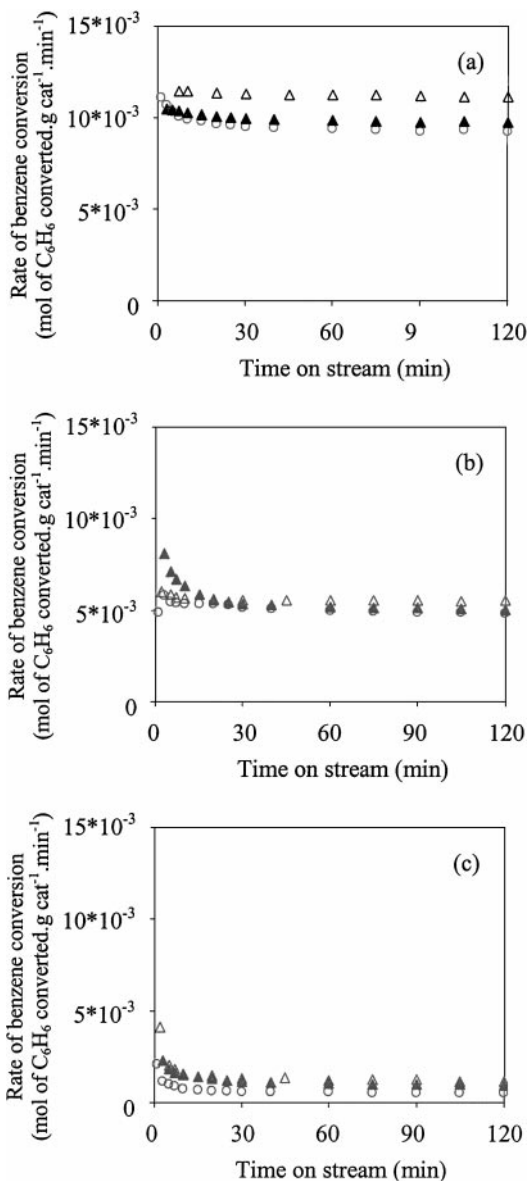 (a)
15*10⁻³
10*10⁻³
5*10⁻³
0
Rate of benzene conversion
(mol of C₆H₆ converted.g cat⁻¹.min⁻¹)
0 30 60 9 120
Time on stream (min)
(b)
15*10⁻³
10*10⁻³
5*10⁻³
0
Rate of benzene conversion
(mol of C₆H₆ converted.g cat⁻¹.min⁻¹)
0 30 60 90 120
Time on stream (min)
(c)
15*10⁻³
10*10⁻³
5*10⁻³
0
Rate of benzene conversion
(mol of C₆H₆ converted.g cat⁻¹.min⁻¹)
0 30 60 90 120
Time on stream (min)